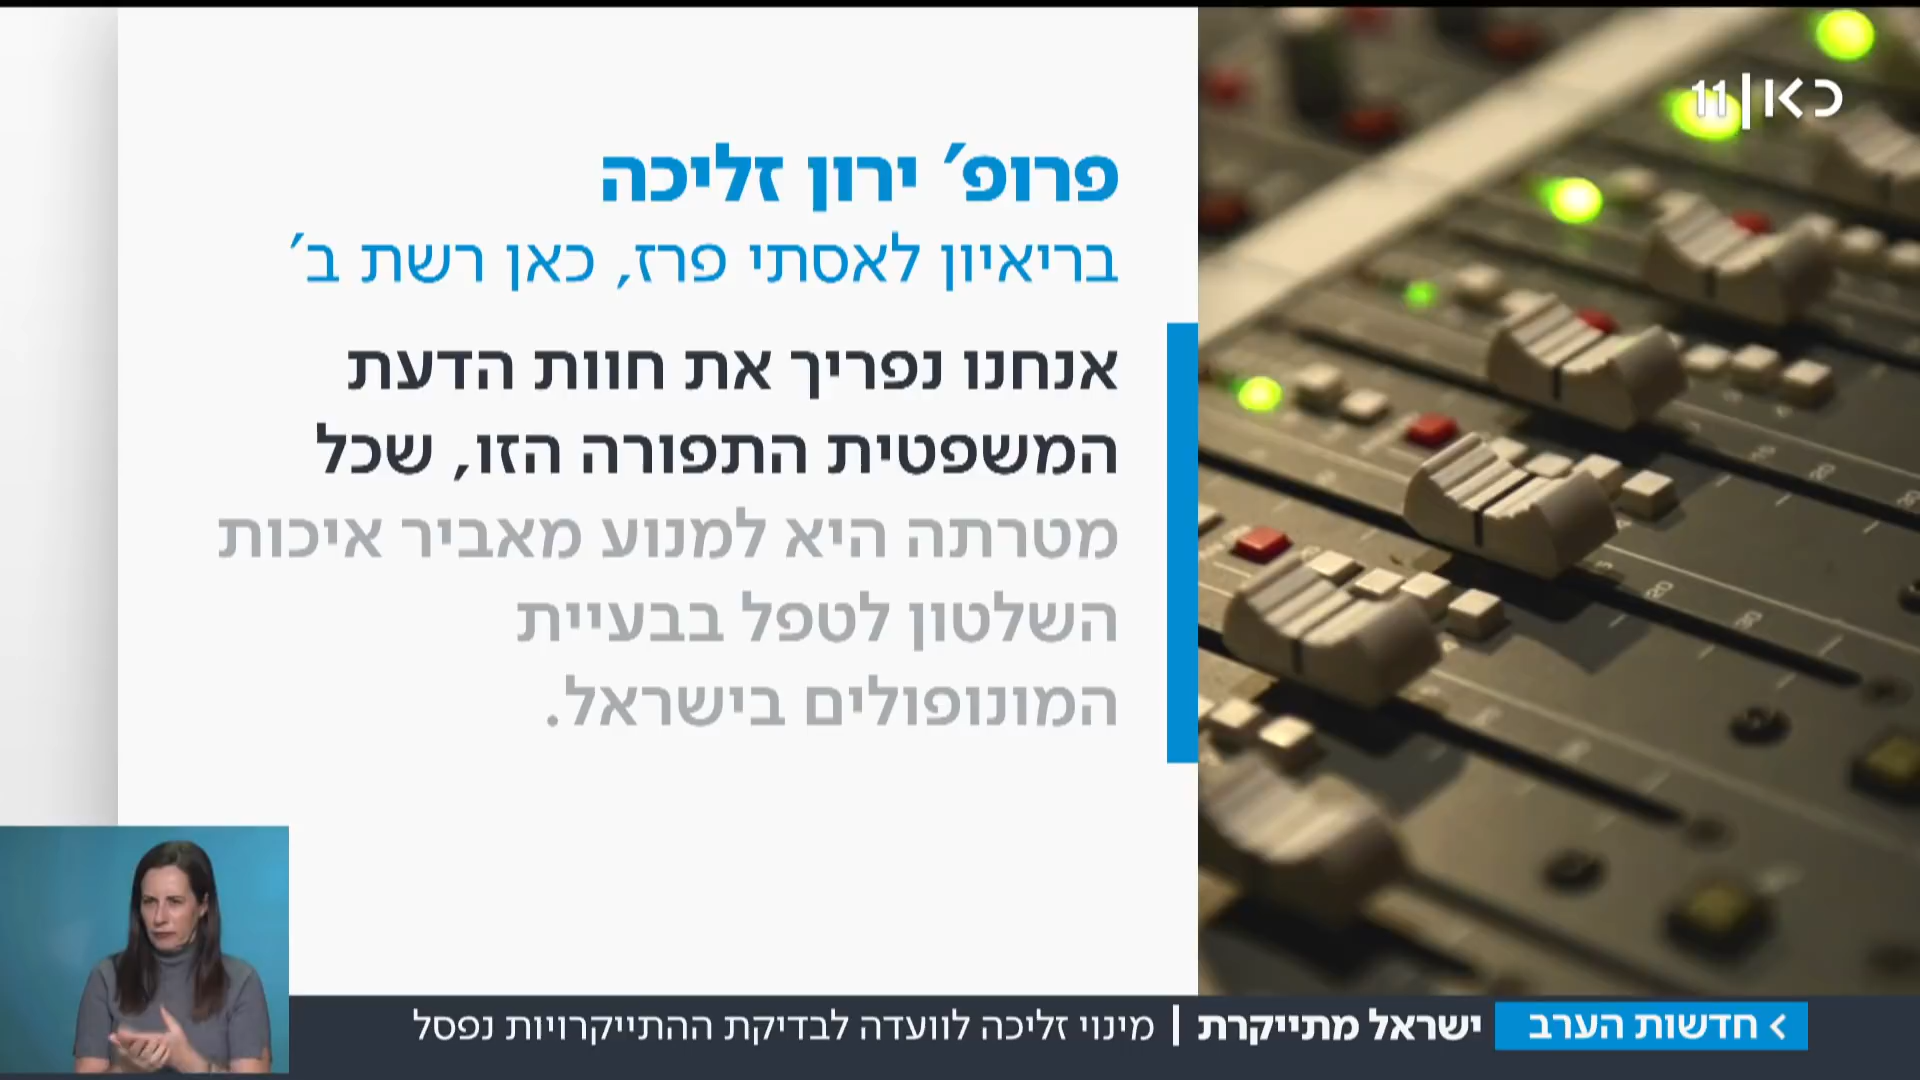 כאן 11
פרופ' ירון זליכה
בריאיון לאסתי פרז, כאן רשת ב'
אנחנו נפריך את חוות הדעת
המשפטית התפורה הזו, שכל
מטרתה היא למנוע מאביר איכות
השלטון לטפל בבעיית
המונופולים בישראל.
חדשות הערב
ישראל מתייקרת | מינוי זליכה לוועדה לבדיקת ההתייקרויות נפסל